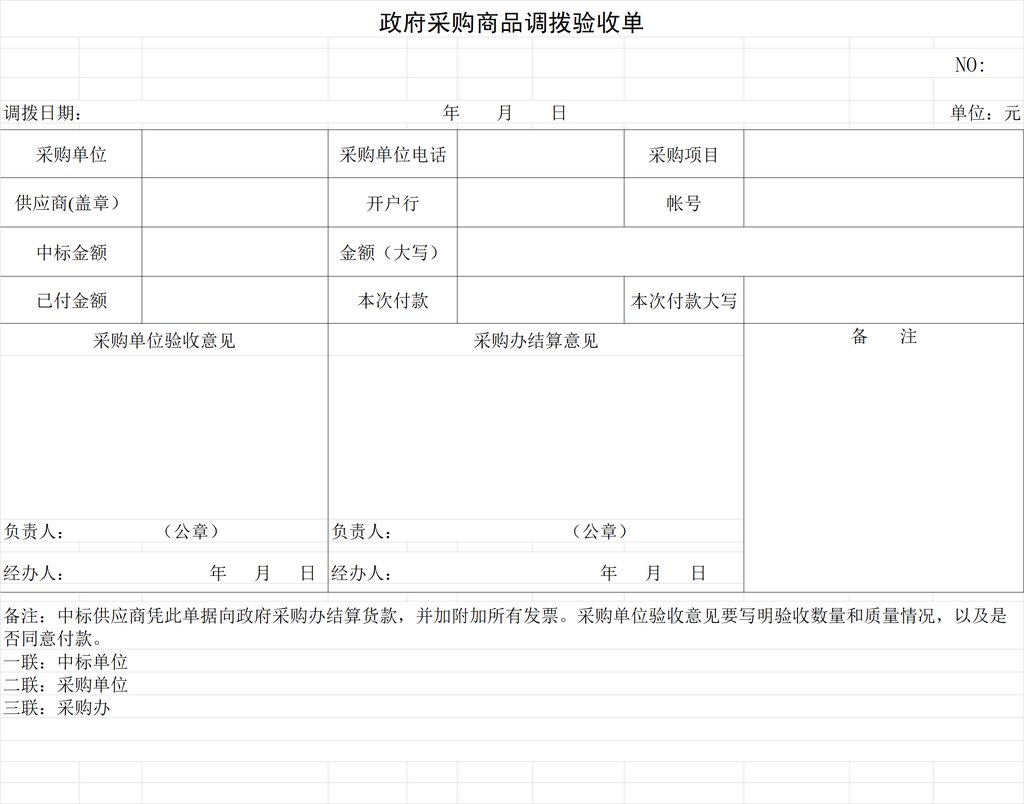 政府采购商品调拨验收单
NO:
调拨日期： 年 月 日 单位：元
采购单位 采购单位电话 采购项目
供应商(盖章） 开户行 帐号
中标金额 金额（大写）
已付金额 本次付款 本次付款大写
采购单位验收意见 采购办结算意见 备 注
负责人： （公章） 负责人： （公章）
经办人： 年 月 日 经办人： 年 月 日
备注：中标供应商凭此单据向政府采购办结算货款，并加附加所有发票。采购单位验收意见要写明验收数量和质量情况，以及是
否同意付款。
一联：中标单位
二联：采购单位
三联：采购办